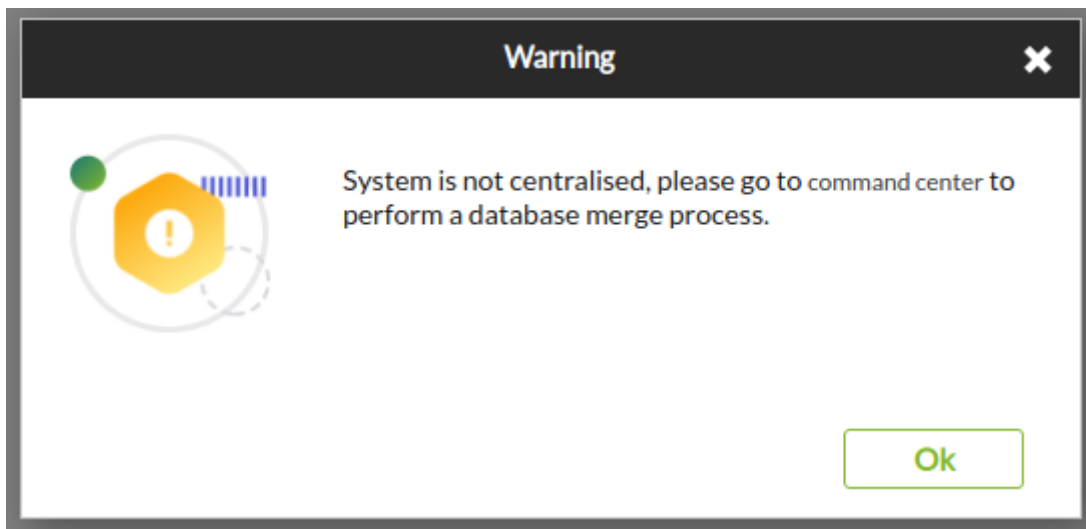 Warning
System is not centralised, please go to command center to
perform a database merge process.
Ok